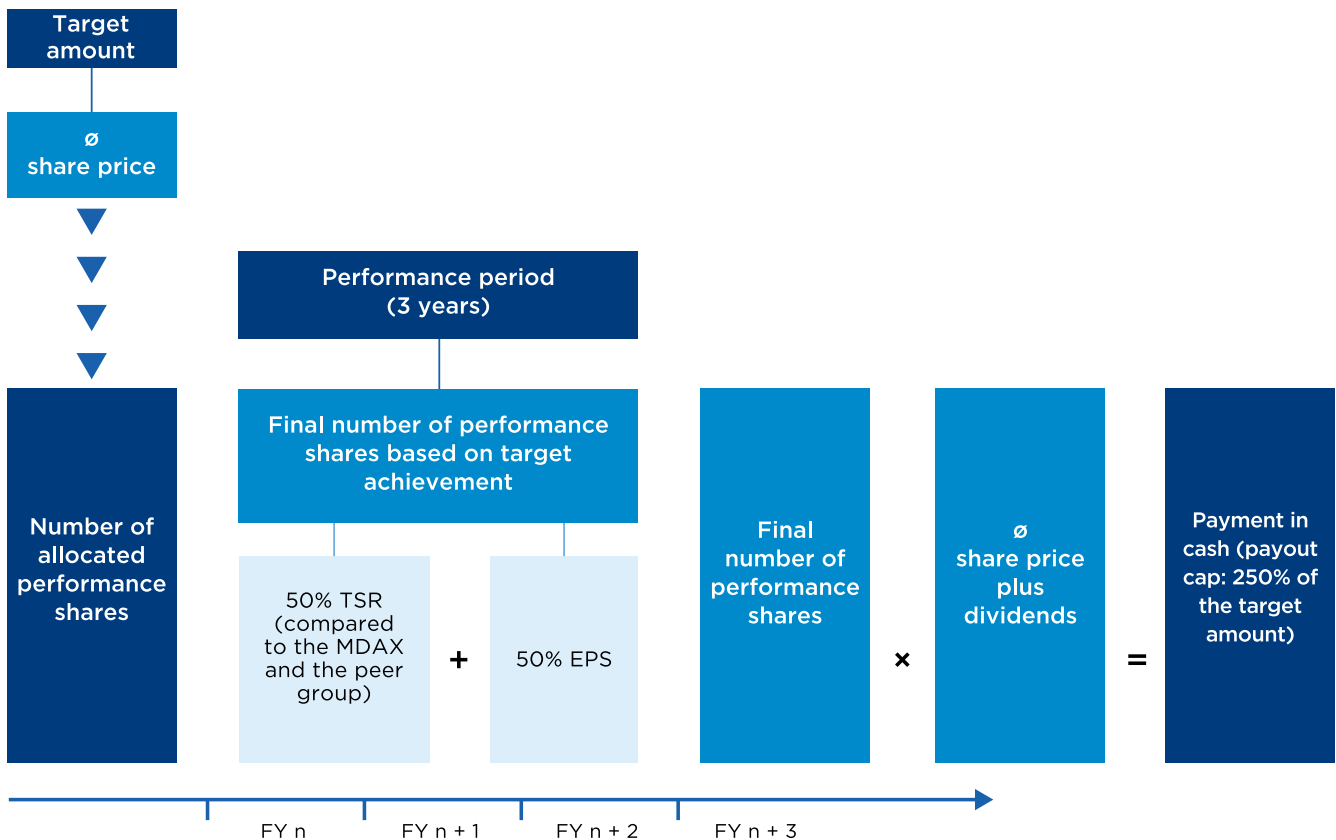 Target
amount
ø
share price
Number of
allocated
performance
shares
Performance period
(3 years)
Final number of performance
shares based on target
achievement
50% TSR
(compared
to the MDAX
and the peer
group)
+
50% EPS
Final
number of
performance
shares
×
ø
share price
plus
dividends
=
Payment in
cash (payout
cap: 250% of
the target
amount)
FY n
FY n + 1
FY n + 2
FY n + 3